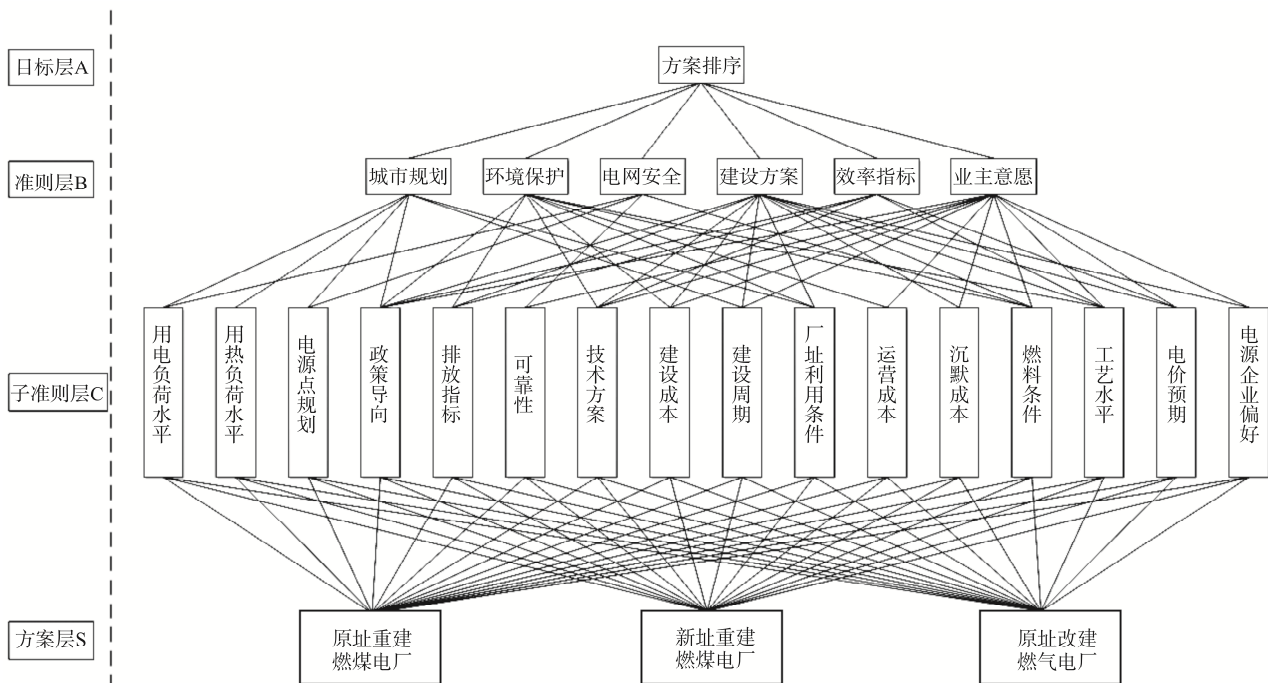 目标层A
方案排序
准则层B
城市规划
环境保护
电网安全
建设方案
效率指标
业主意愿
子准则层C
用电负荷水平
用热负荷水平
电源点规划
政策导向
排放指标
可靠性
技术方案
建设成本
建设周期
厂址利用条件
运营成本
沉默成本
燃料条件
工艺水平
电价预期
电源企业偏好
方案层S
原址重建
燃煤电厂
新址重建
燃煤电厂
原址改建
燃气电厂